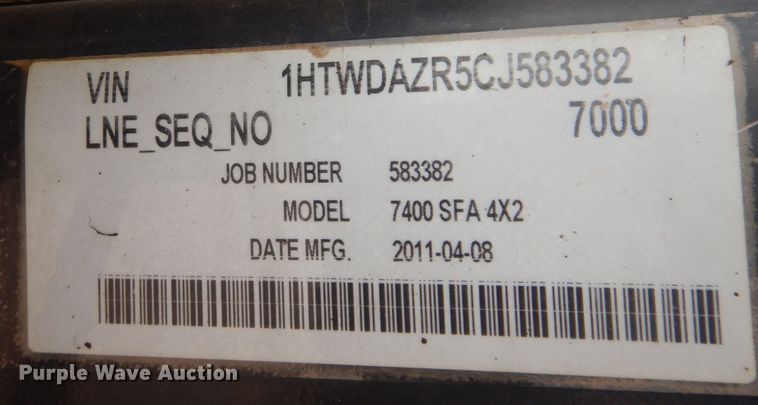 VIN 1HTWDAZR5CJ583382
LNE_SEQ_NO 7000
JOB NUMBER 583382
MODEL 7400 SFA 4X2
DATE MFG. 2011-04-08
Purple Wave Auction